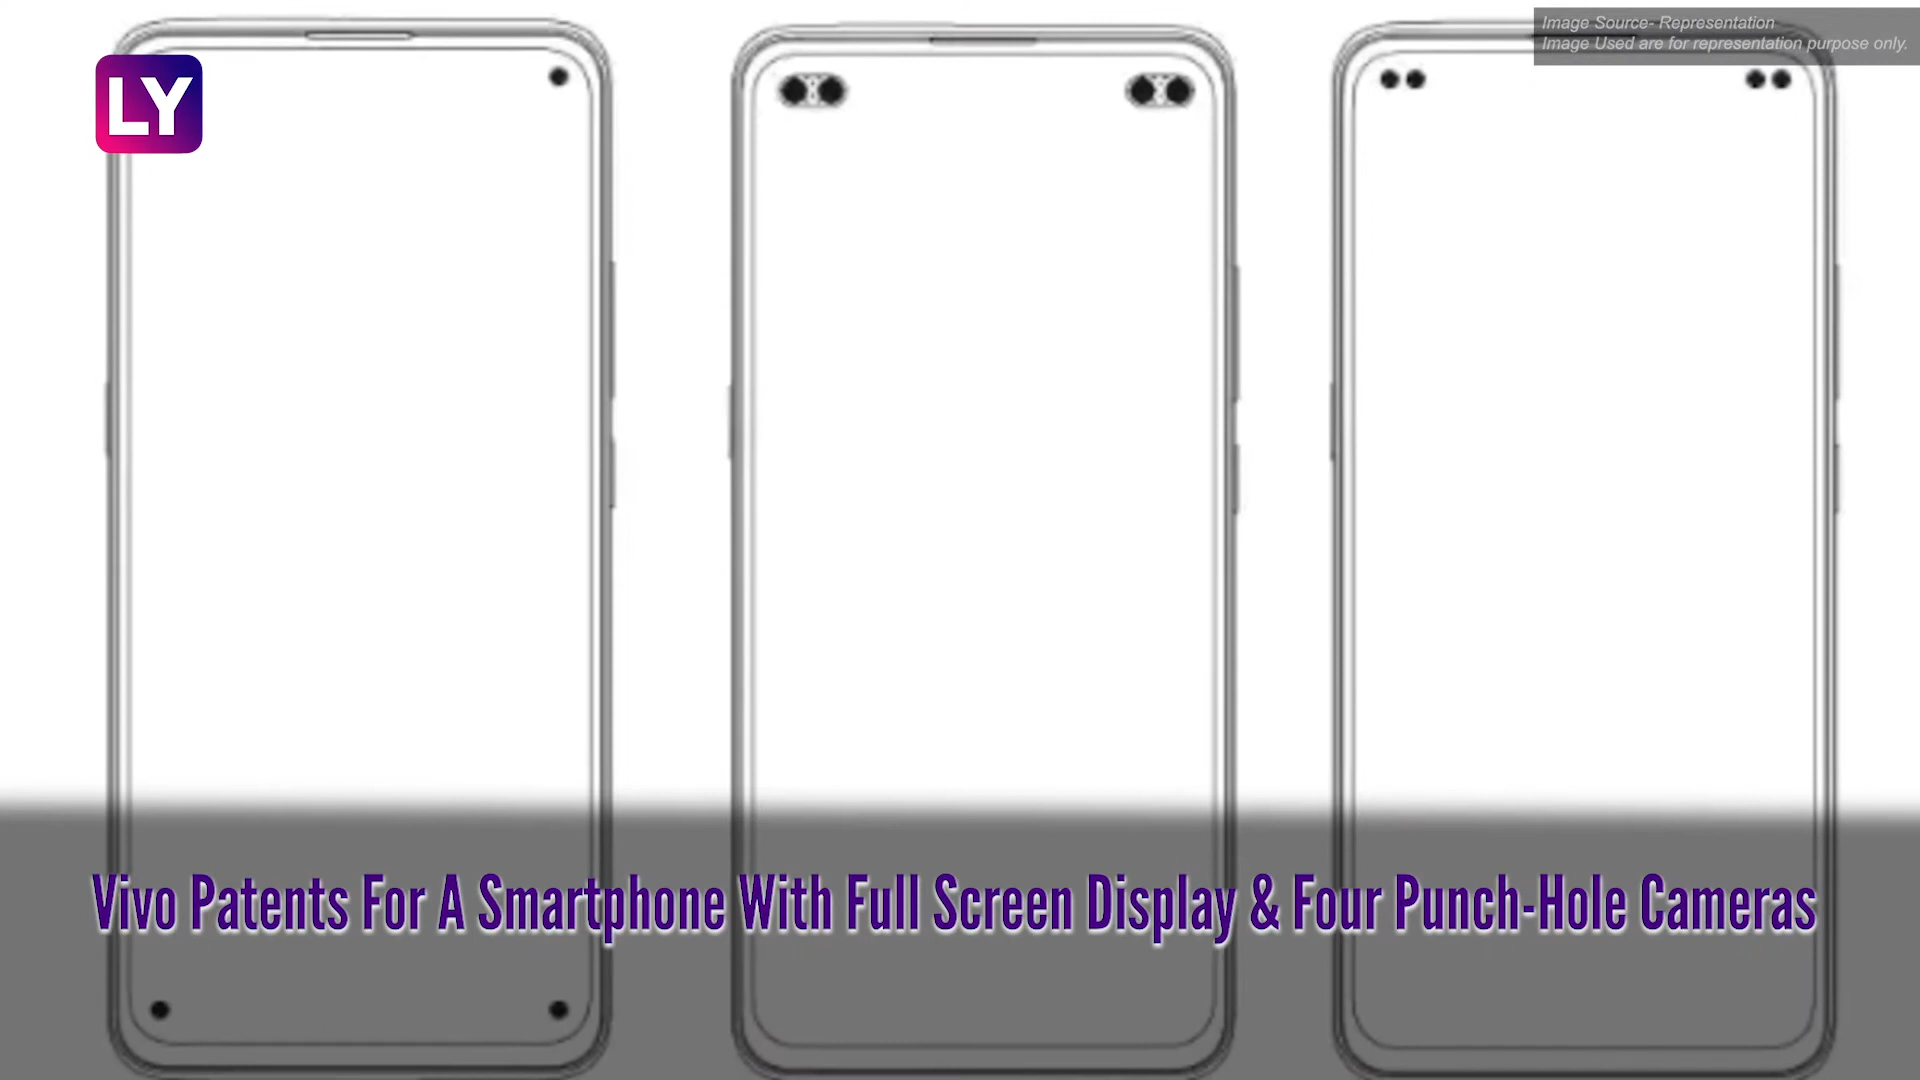 Image Source- Representation
Image Used are for representation purpose only.
LY
Vivo Patents For A Smartphone With Full Screen Display & Four Punch-Hole Cameras